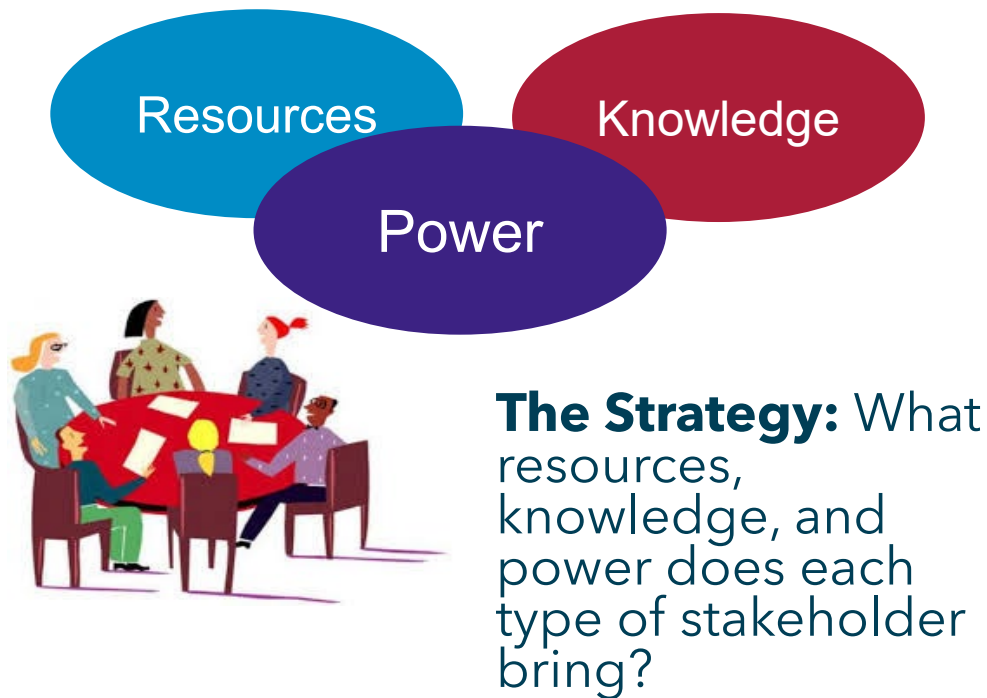 Resources
Knowledge
Power
The Strategy: What
resources,
knowledge, and
power does each
type of stakeholder
bring?